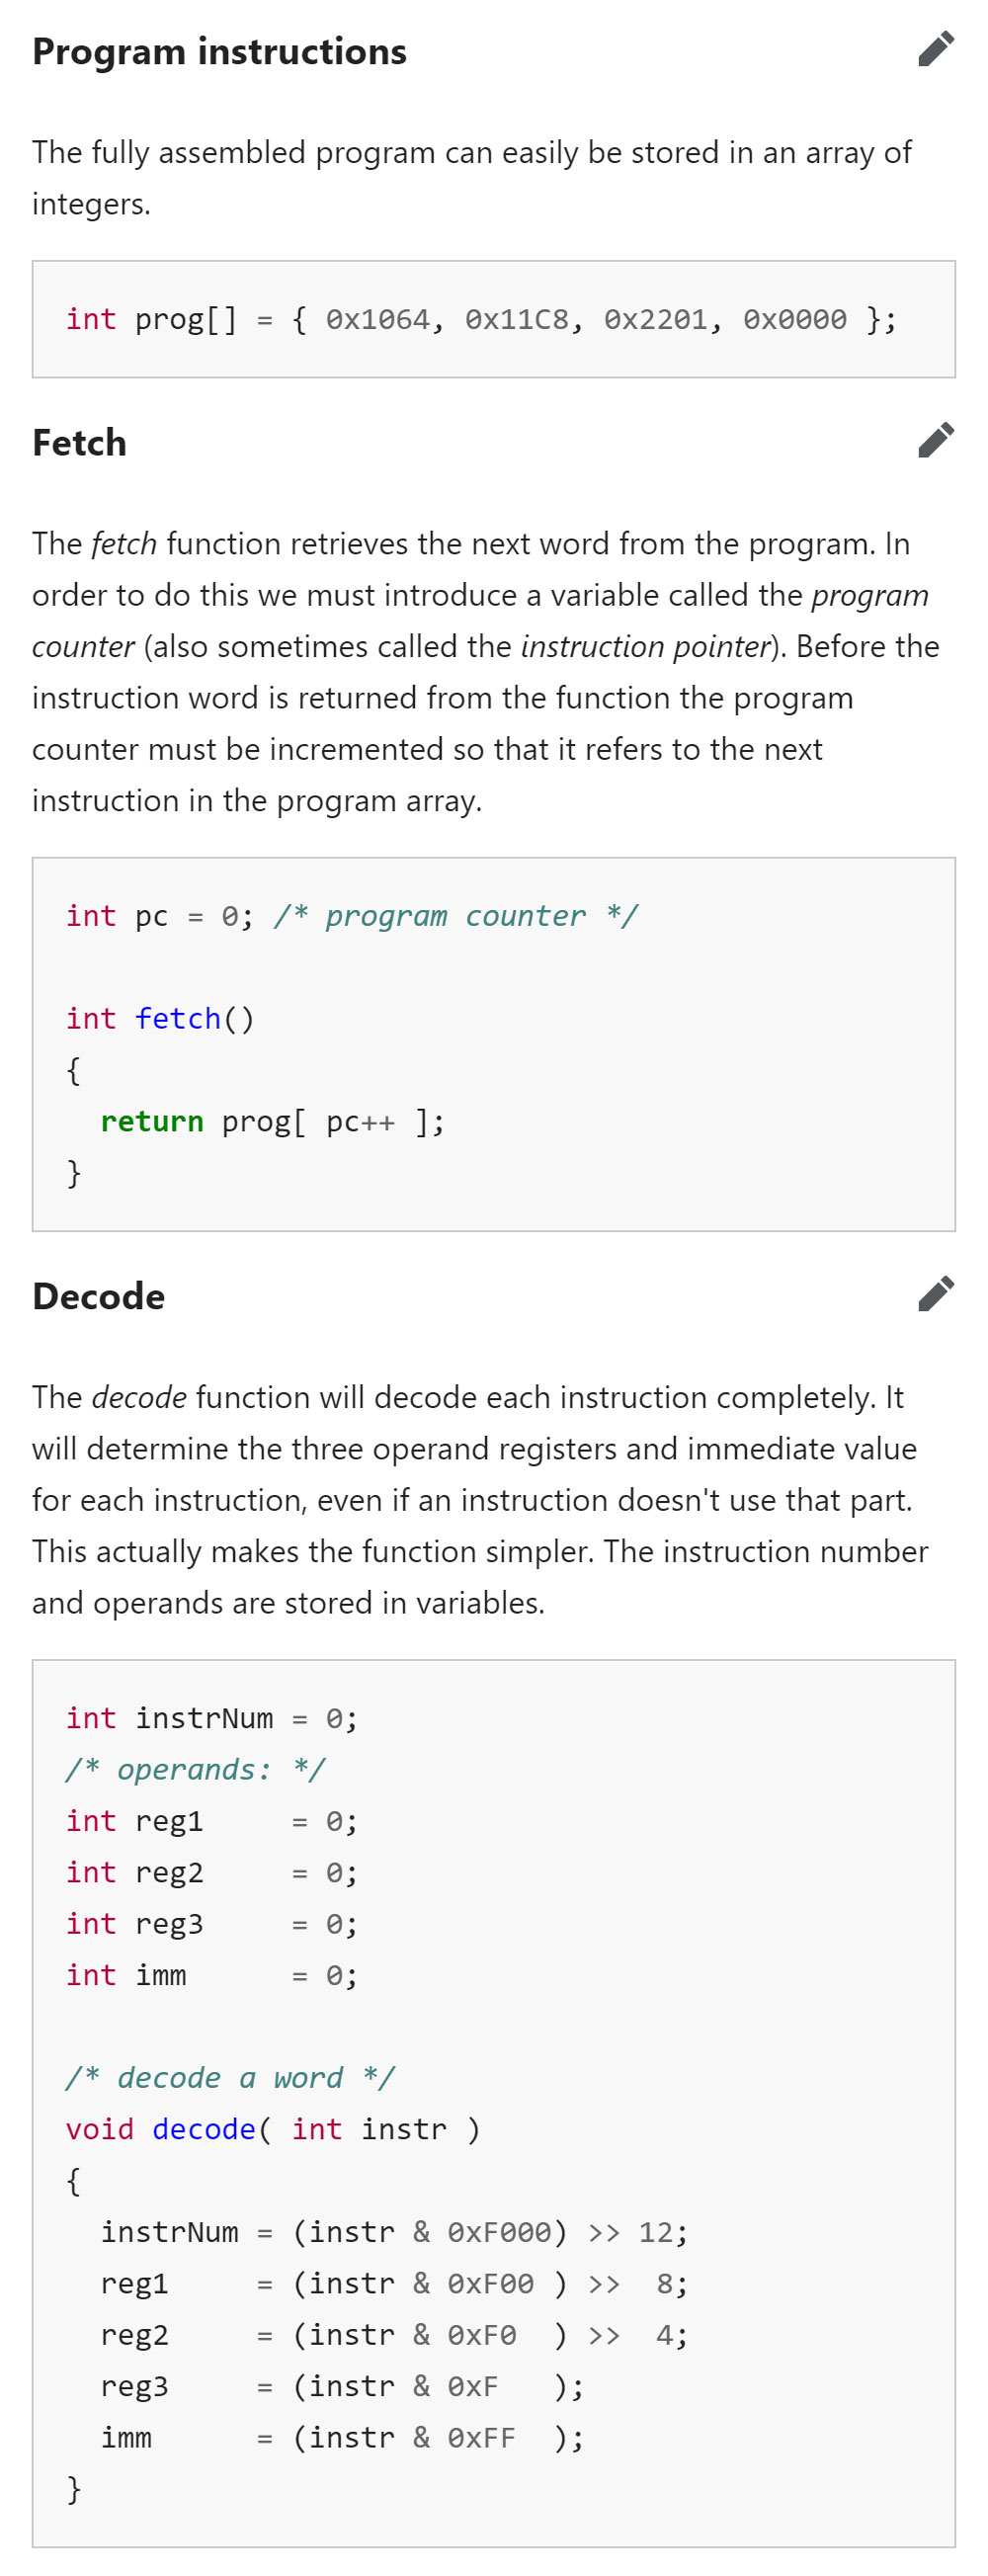 Program instructions
The fully assembled program can easily be stored in an array of
integers.
int prog[] = { 0x1064, 0x11C8, 0x2201, 0x0000 };
Fetch
The fetch function retrieves the next word from the program. In
order to do this we must introduce a variable called the program
counter (also sometimes called the instruction pointer). Before the
instruction word is returned from the function the program
counter must be incremented so that it refers to the next
instruction in the program array.
int pc = 0; /* program counter */
int fetch()
{
  return prog[ pc++ ];
}
Decode
The decode function will decode each instruction completely. It
will determine the three operand registers and immediate value
for each instruction, even if an instruction doesn't use that part.
This actually makes the function simpler. The instruction number
and operands are stored in variables.
int instrNum = 0;
/* operands: */
int reg1     = 0;
int reg2     = 0;
int reg3     = 0;
int imm      = 0;
/* decode a word */
void decode( int instr )
{
  instrNum = (instr & 0xF000) >> 12;
  reg1     = (instr & 0xF00 ) >>  8;
  reg2     = (instr & 0xF0  ) >>  4;
  reg3     = (instr & 0xF   );
  imm      = (instr & 0xFF  );
}